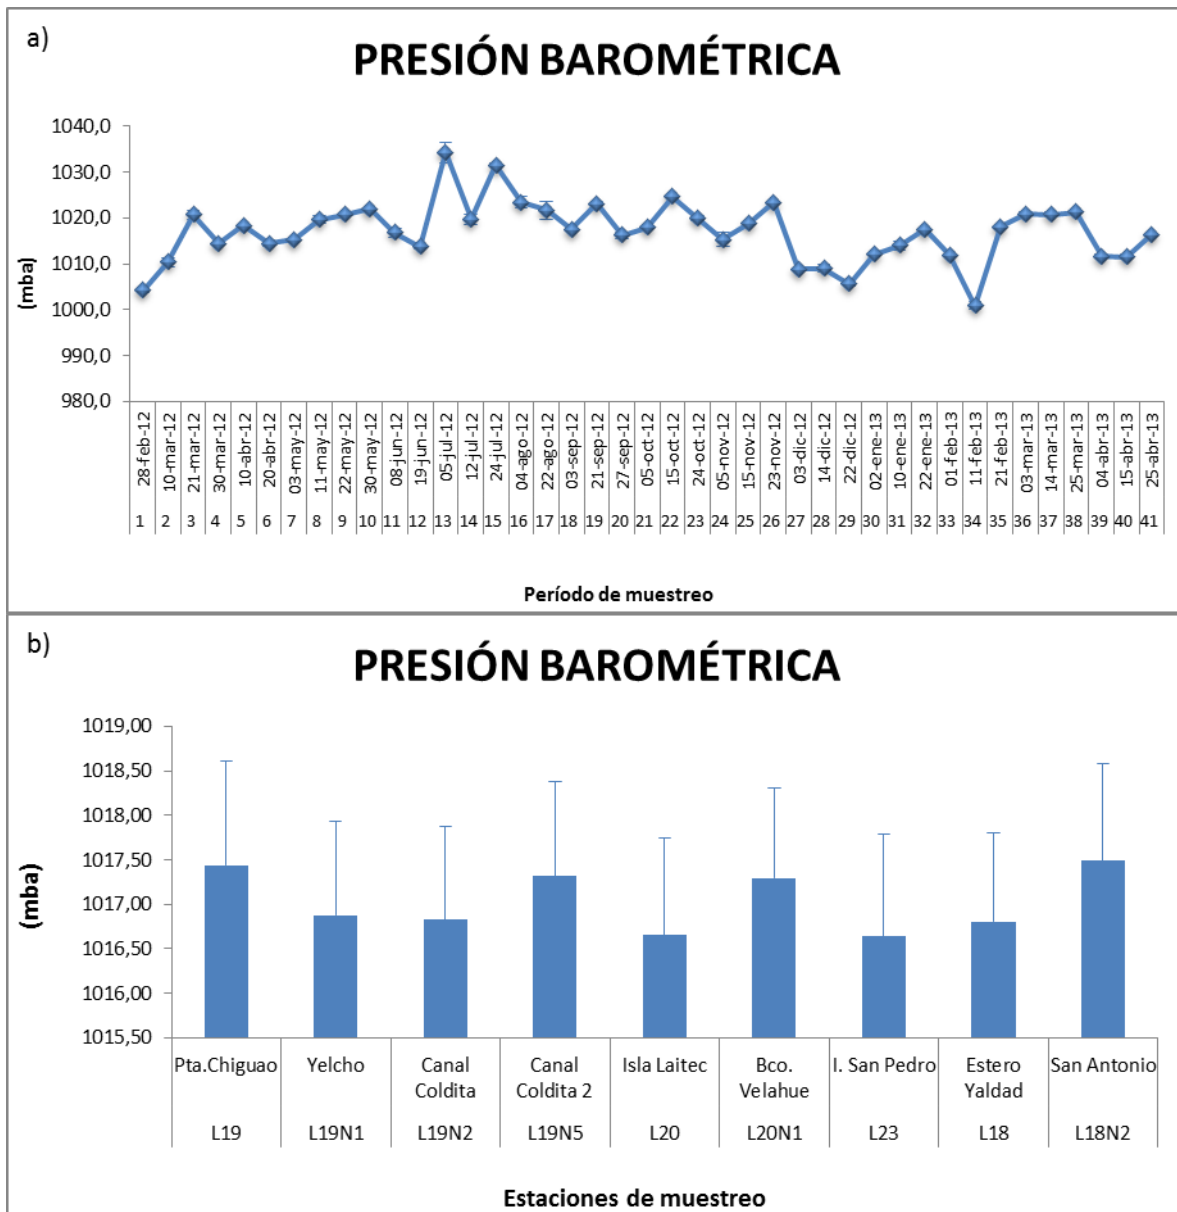 a)
PRESIÓN BAROMÉTRICA
1040,0
1030,0
1020,0
1010,0
1000,0
990,0
980,0
(mba)
28-feb-12
10-mar-12
21-mar-12
30-mar-12
10-abr-12
20-abr-12
03-may-12
11-may-12
22-may-12
30-may-12
08-jun-12
19-jun-12
05-jul-12
12-jul-12
24-jul-12
04-ago-12
22-ago-12
03-sep-12
21-sep-12
27-sep-12
05-oct-12
15-oct-12
24-oct-12
05-nov-12
15-nov-12
23-nov-12
03-dic-12
14-dic-12
22-dic-12
02-ene-13
10-ene-13
22-ene-13
01-feb-13
11-feb-13
21-feb-13
03-mar-13
14-mar-13
25-mar-13
04-abr-13
15-abr-13
25-abr-13
1 2 3 4 5 6 7 8 9 10 11 12 13 14 15 16 17 18 19 20 21 22 23 24 25 26 27 28 29 30 31 32 33 34 35 36 37 38 39 40 41
Período de muestreo
b)
PRESIÓN BAROMÉTRICA
1019,00
1018,50
1018,00
1017,50
1017,00
1016,50
1016,00
1015,50
(mba)
Pta.Chiguao Yelcho Canal Canal Isla Laitec Bco. I. San Pedro Estero San Antonio
Coldita Coldita 2 Velahue Yaldad
L19 L19N1 L19N2 L19N5 L20 L20N1 L23 L18 L18N2
Estaciones de muestreo